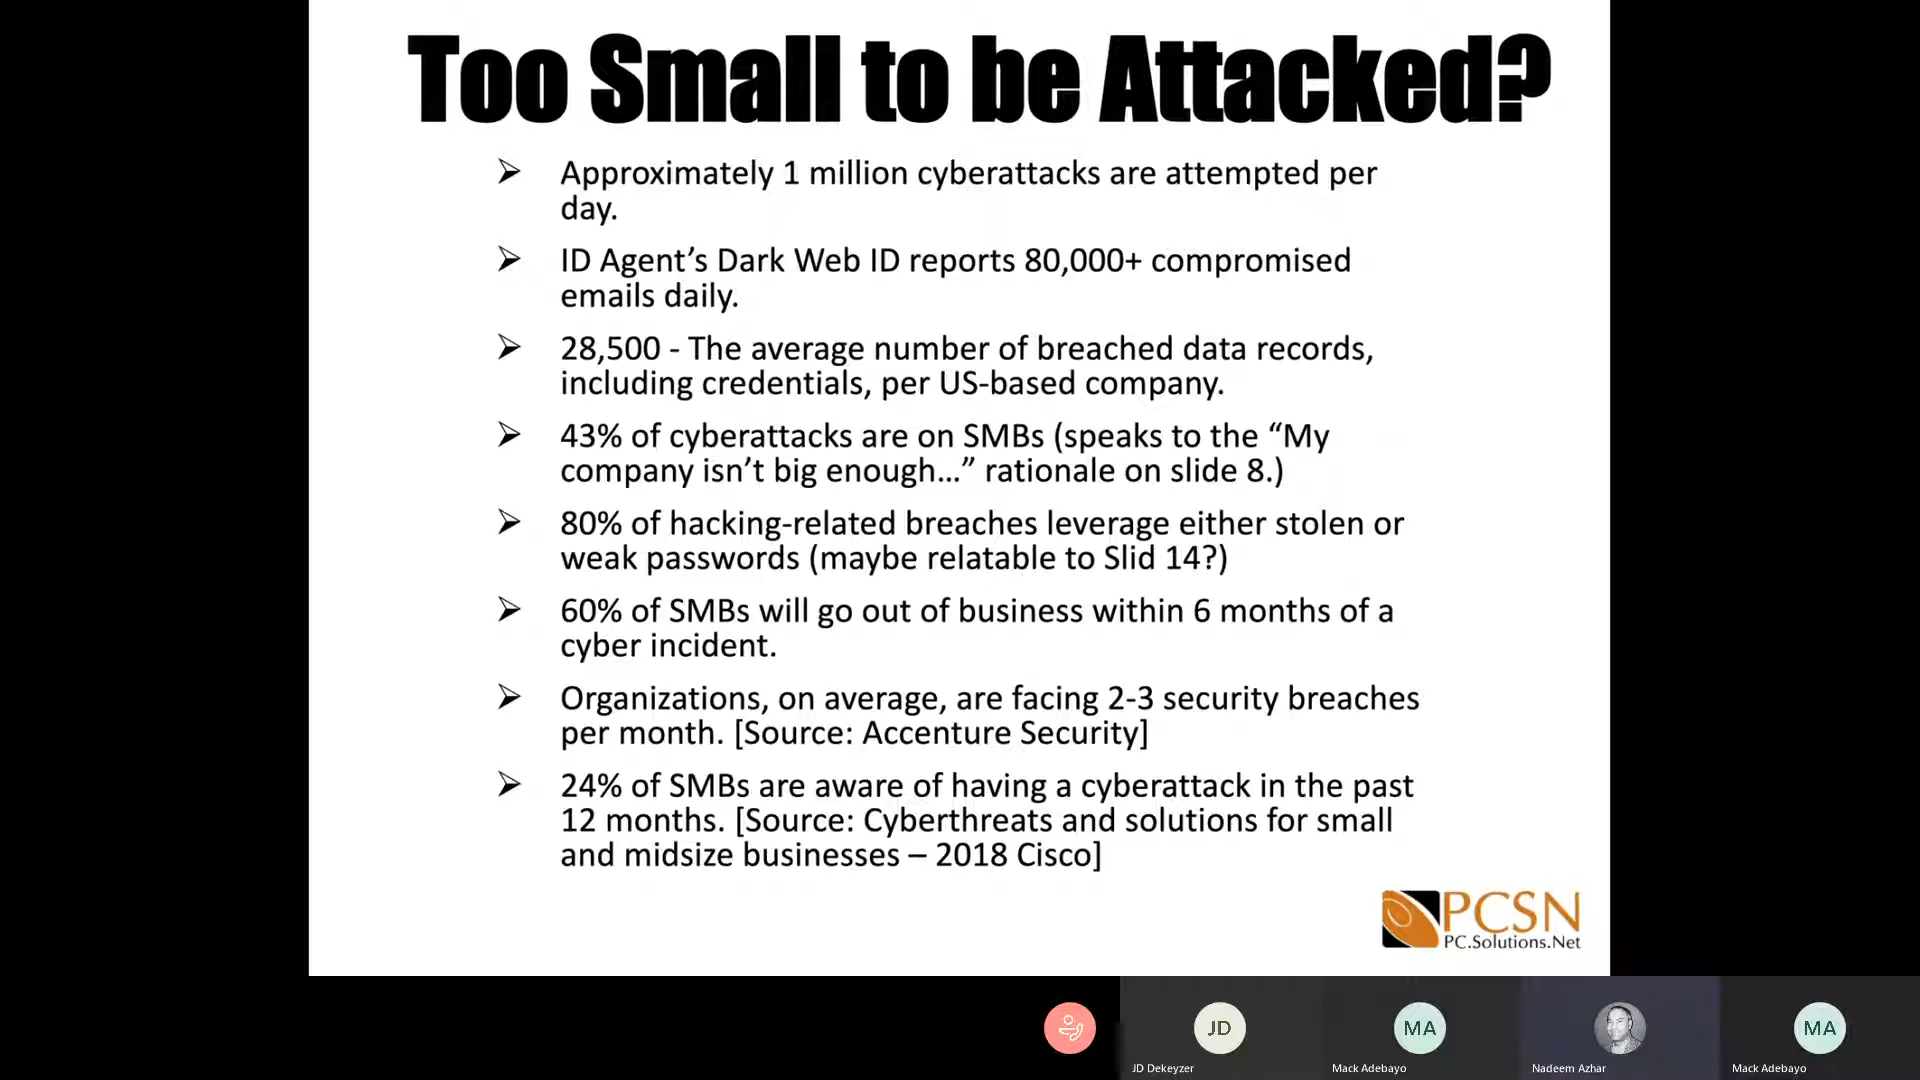 Too Small to be Attacked?
Approximately 1 million cyberattacks are attempted per
day.
ID Agent’s Dark Web ID reports 80,000+ compromised
emails daily.
28,500 - The average number of breached data records,
including credentials, per US-based company.
43% of cyberattacks are on SMBs (speaks to the “My
company isn’t big enough…” rationale on slide 8.)
80% of hacking-related breaches leverage either stolen or
weak passwords (maybe relatable to Slid 14?)
60% of SMBs will go out of business within 6 months of a
cyber incident.
Organizations, on average, are facing 2-3 security breaches
per month. [Source: Accenture Security]
24% of SMBs are aware of having a cyberattack in the past
12 months. [Source: Cyberthreats and solutions for small
and midsize businesses – 2018 Cisco]
PCSN
PC.Solutions.Net
JD
MA
MA
JD Dekeyzer
Mack Adebayo
Nadeem Azhar
Mack Adebayo